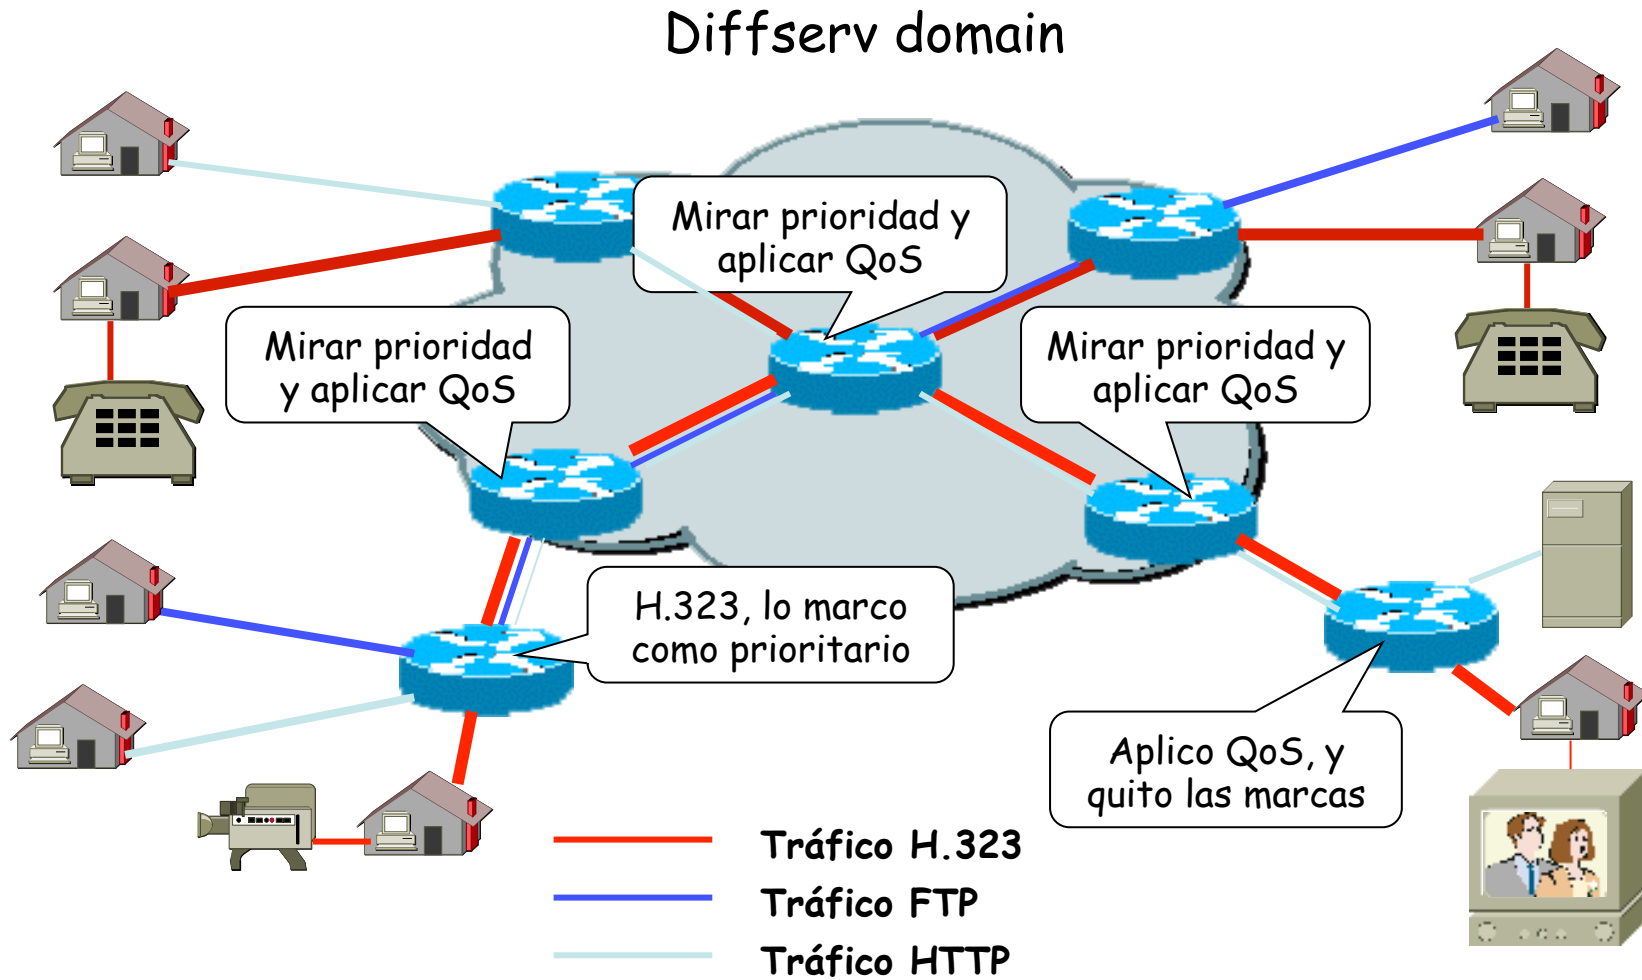 Diffserv domain
Mirar prioridad y
aplicar QoS
Mirar prioridad
y aplicar QoS
Mirar prioridad y
aplicar QoS
H.323, lo marco
como prioritario
Aplico QoS, y
quito las marcas
Tráfico H.323
Tráfico FTP
Tráfico HTTP